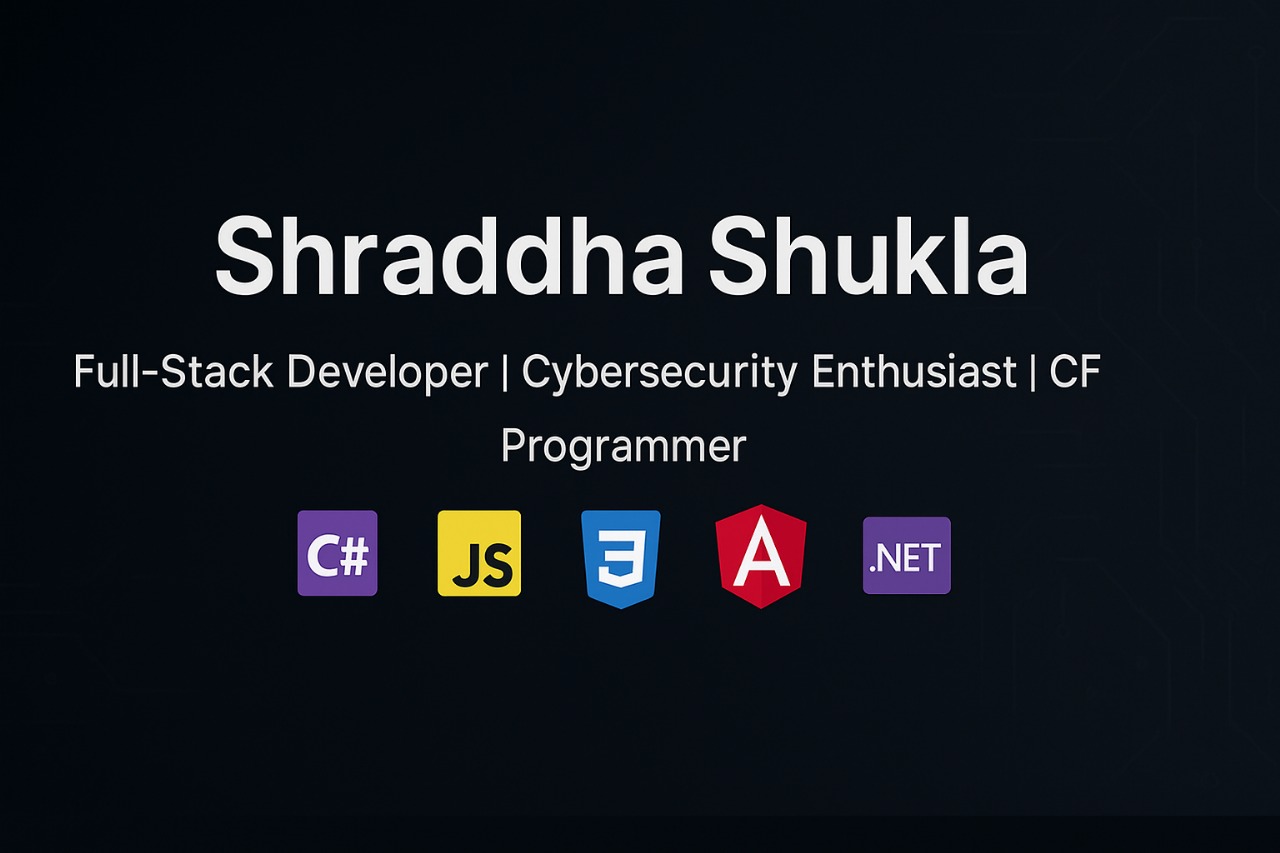 Shraddha Shukla
Full-Stack Developer | Cybersecurity Enthusiast | CF
Programmer
C# JS 3 A .NET